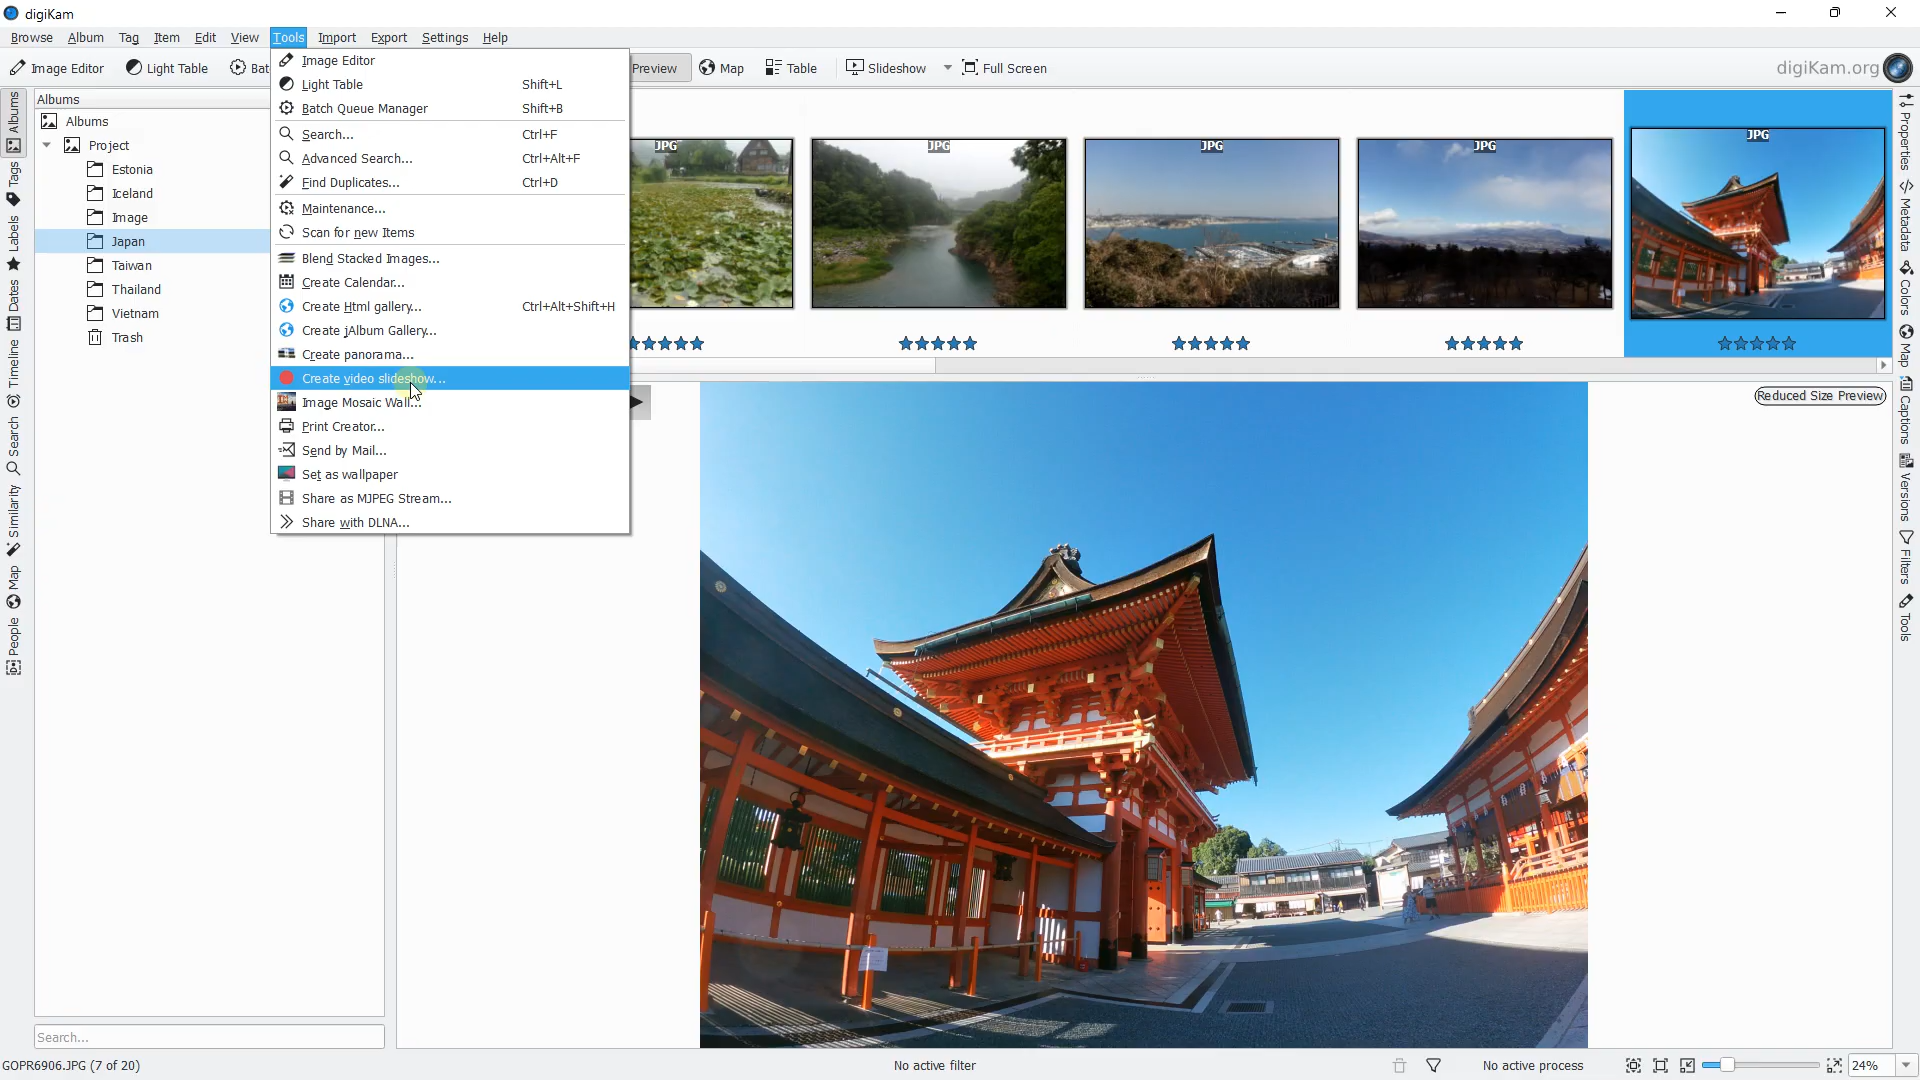 digiKam
Browse Album Tag Item Edit View Tools Import Export Settings Help
Image Editor Light Table Bat Preview Map Table Slideshow Full Screen digiKam.org
Albums
Albums
Project
Estonia
Iceland
Image
Japan
Taiwan
Thailand
Vietnam
Trash
Search...
Albums
Tags
Labels
Dates
Timeline
Search
Similarity
Map
People
Image Editor
Light Table Shift+L
Batch Queue Manager Shift+B
Search... Ctrl+F
Advanced Search... Ctrl+Alt+F
Find Duplicates... Ctrl+D
Maintenance...
Scan for new Items
Blend Stacked Images...
Create Calendar...
Create Html gallery... Ctrl+Alt+Shift+H
Create jAlbum Gallery...
Create panorama...
Create video slideshow...
Image Mosaic Wall...
Print Creator...
Send by Mail...
Set as wallpaper
Share as MJPEG Stream...
Share with DLNA...
JPG JPG JPG JPG JPG
Reduced Size Preview
Properties
Metadata
Colors
Map
Captions
Versions
Filters
Tools
GOPR6906.JPG (7 of 20) No active filter No active process 24%